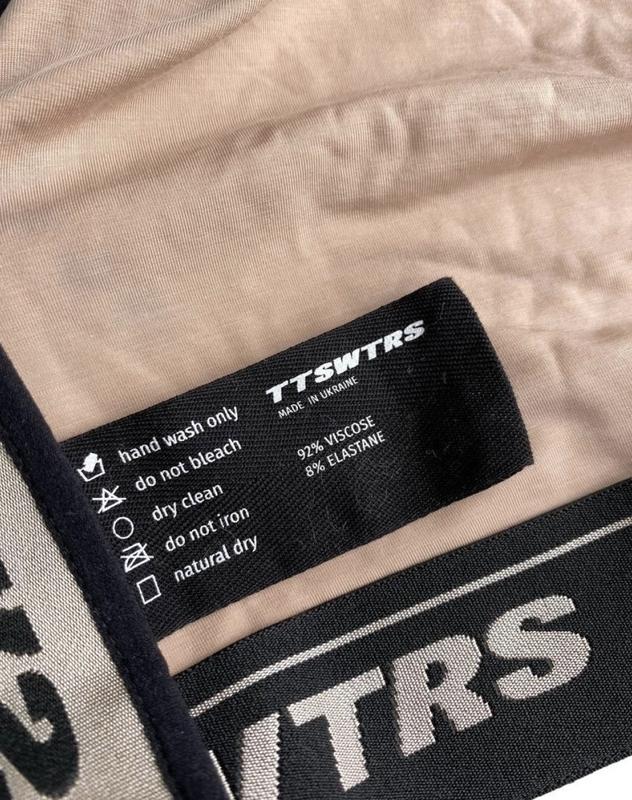 TTSWTRS
MADE IN UKRAINE
92% VISCOSE
8% ELASTANE
hand wash only
do not bleach
dry clean
do not iron
natural dry
WTRS